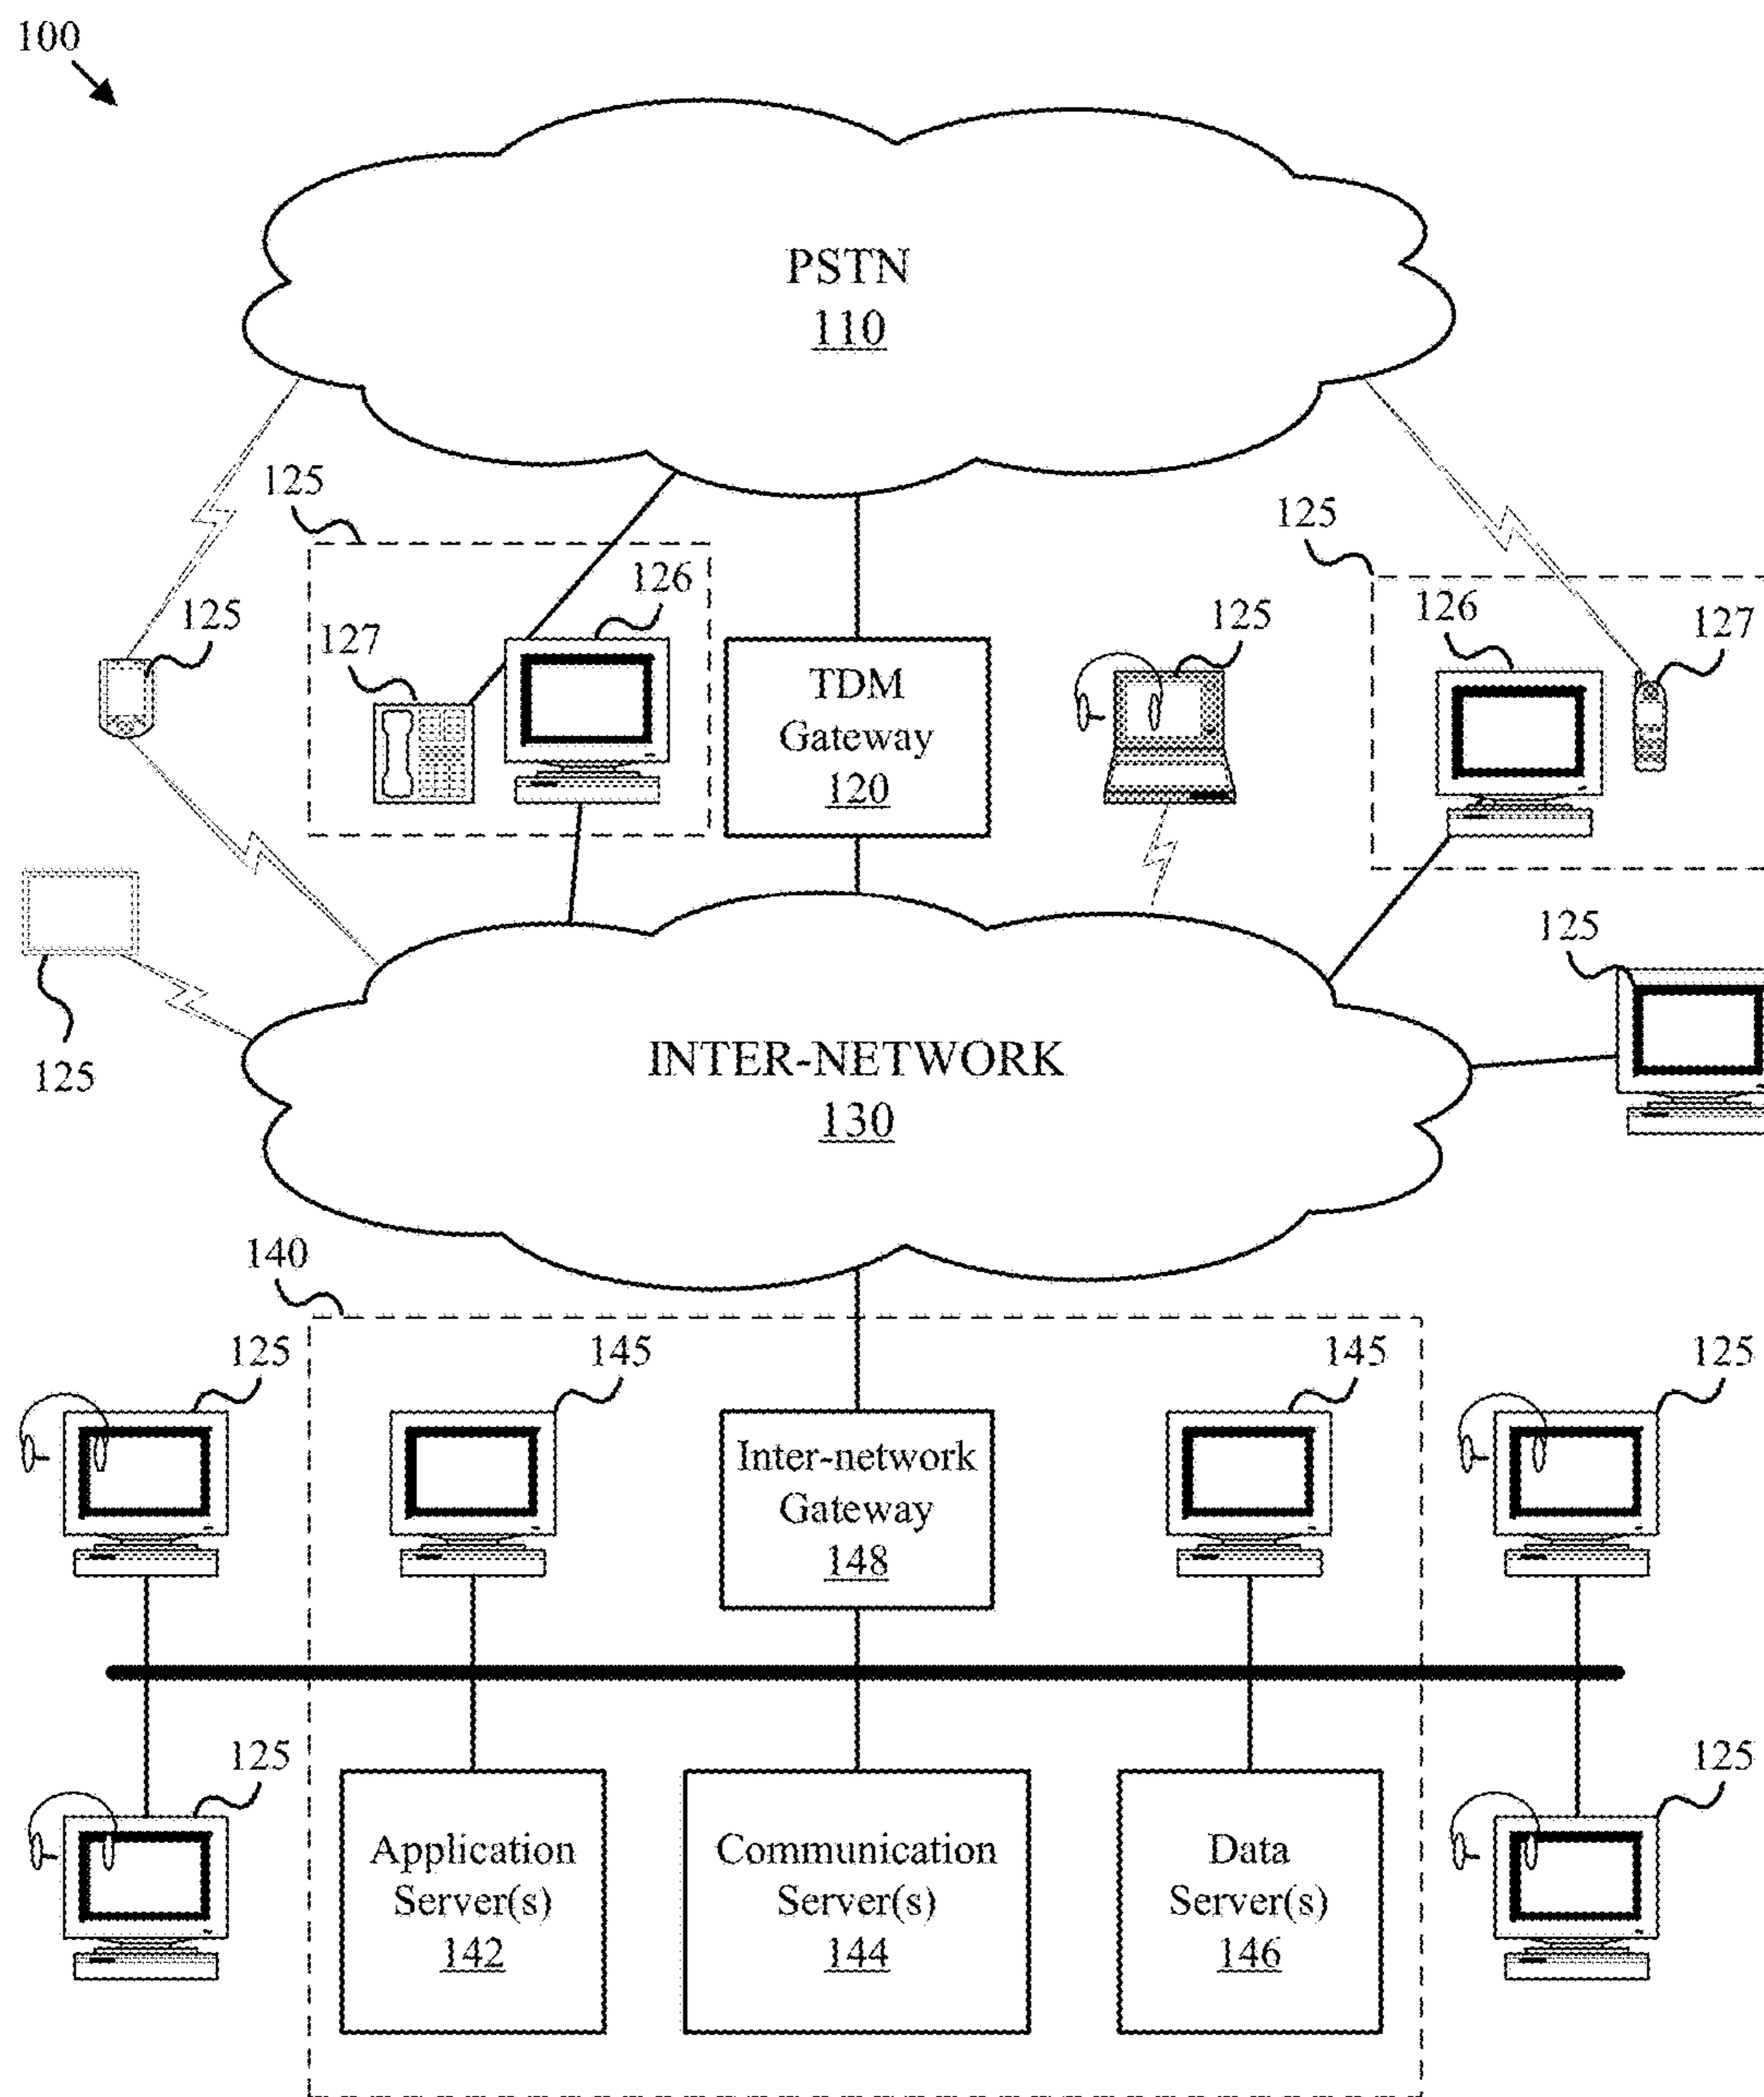 100
PSTN
110
125
125
126
125
125
126
127
127
125
TDM
Gateway
120
125
125
INTER-NETWORK
130
140
125
145
145
125
Inter-network
Gateway
148
125
125
Application
Server(s)
142
Communication
Server(s)
144
Data
Server(s)
146